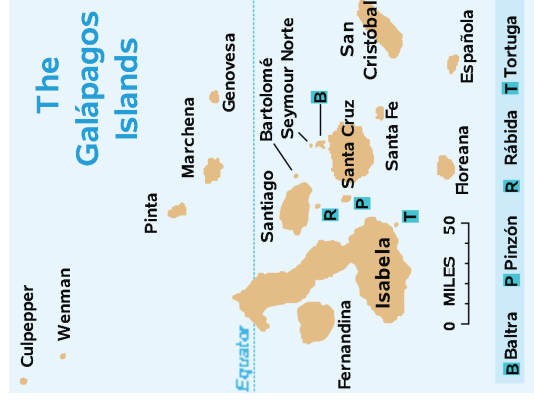 The
Galápagos
Islands
Culpepper
Wenman
Pinta
Marchena
Genovesa
Equator
Bartolomé
Seymour Norte
B
San
Cristóbal
Santiago
Santa Cruz
Santa Fe
R
P
T
Isabela
Fernandina
Floreana
Española
0 MILES 50
B Baltra P Pinzón R Rábida T Tortuga